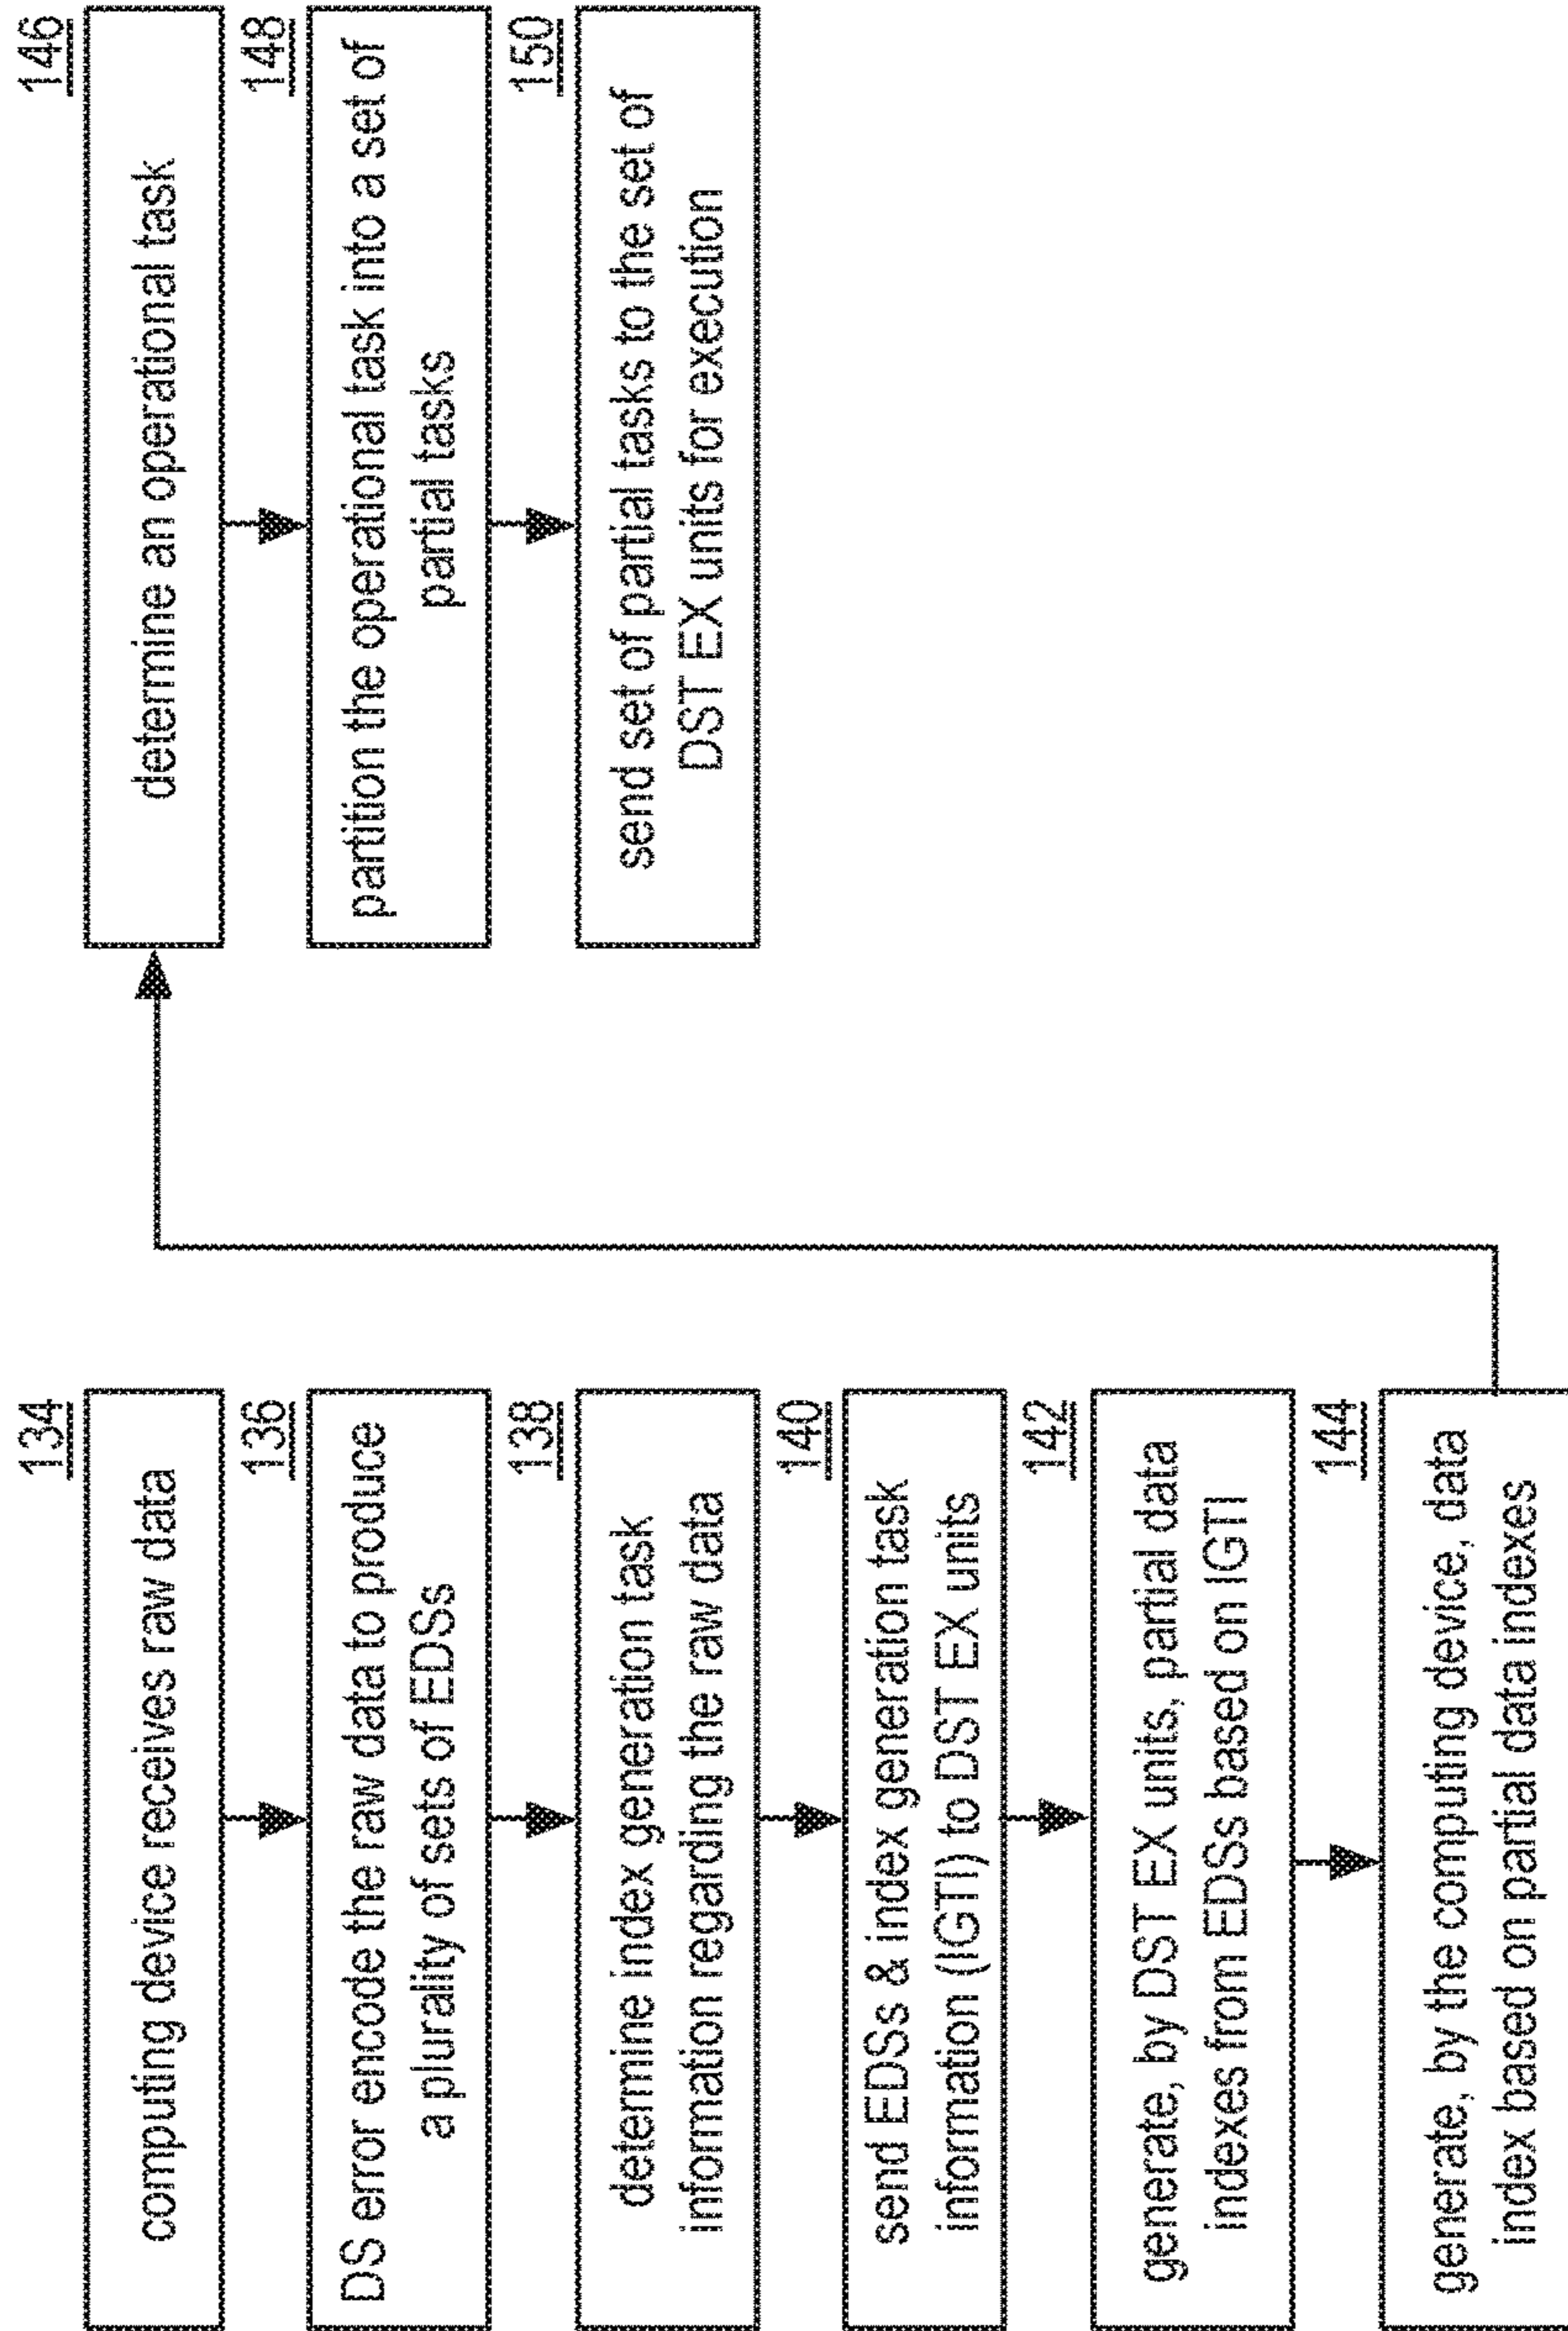 134
computing device receives raw data
136
DS error encode the raw data to produce
a plurality of sets of EDSs
138
determine index generation task
information regarding the raw data
140
send EDSs & index generation task
information (IGTI) to DST EX units
142
generate, by DST EX units, partial data
indexes from EDSs based on IGTI
144
generate, by the computing device, data
index based on partial data indexes
146
determine an operational task
148
partition the operational task into a set of
partial tasks
150
send set of partial tasks to the set of
DST EX units for execution